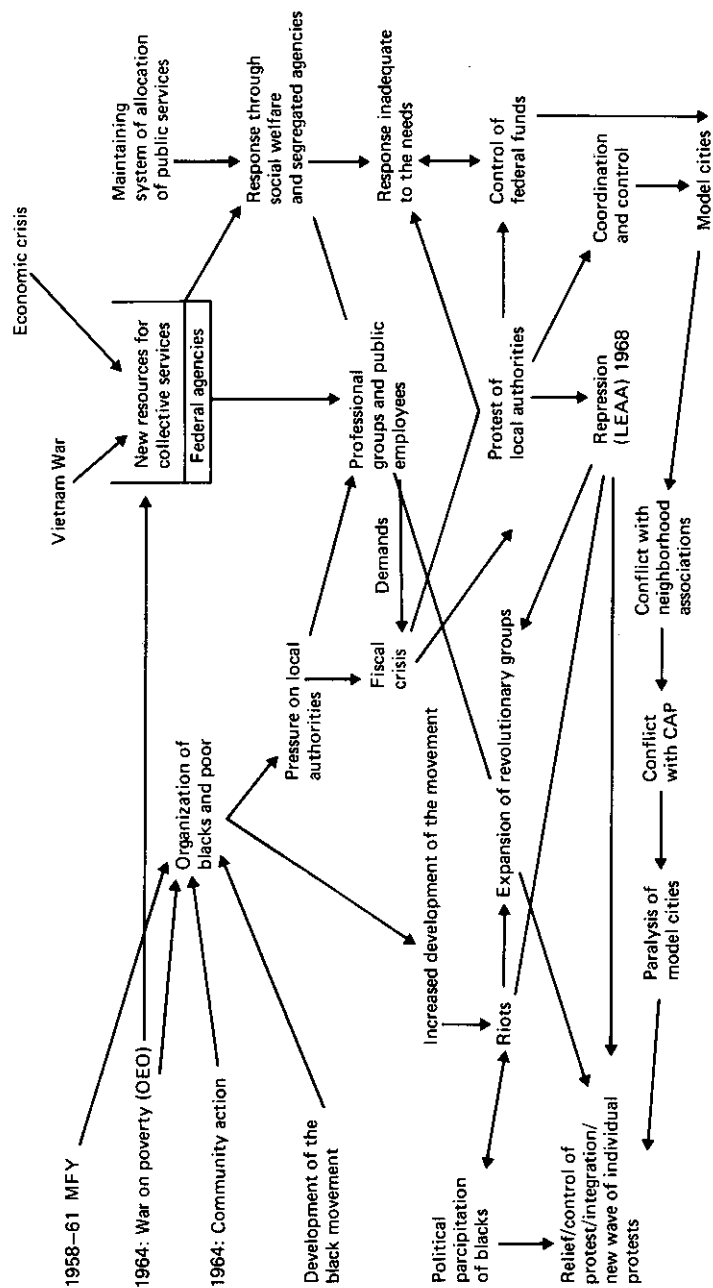 Economic crisis
Vietnam War
New resources for
collective services
Federal agencies
Maintaining
system of allocation
of public services
Response through
social welfare
and segregated agencies
Response inadequate
to the needs
Control of
federal funds
Coordination
and control
Model cities
Professional
groups and public
employees
Protest of
local authorities
Repression
(LEAA) 1968
Demands
Pressure on local
authorities
Fiscal
crisis
Organization of
blacks and poor
1958–61 MFY
1964: War on poverty (OEO)
1964: Community action
Development of the
black movement
Increased development of the movement
Riots
Expansion of revolutionary groups
Conflict with
neighborhood
associations
Conflict
with CAP
Paralysis of
model cities
Political
parcipitation
of blacks
Relief/control of
protest/integration/
new wave of individual
protests